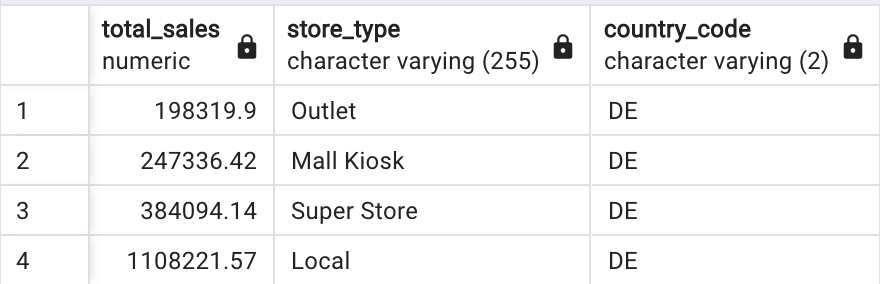 total_sales store_type country_code
numeric character varying (255) character varying (2)
1 198319.9 Outlet DE
2 247336.42 Mall Kiosk DE
3 384094.14 Super Store DE
4 1108221.57 Local DE